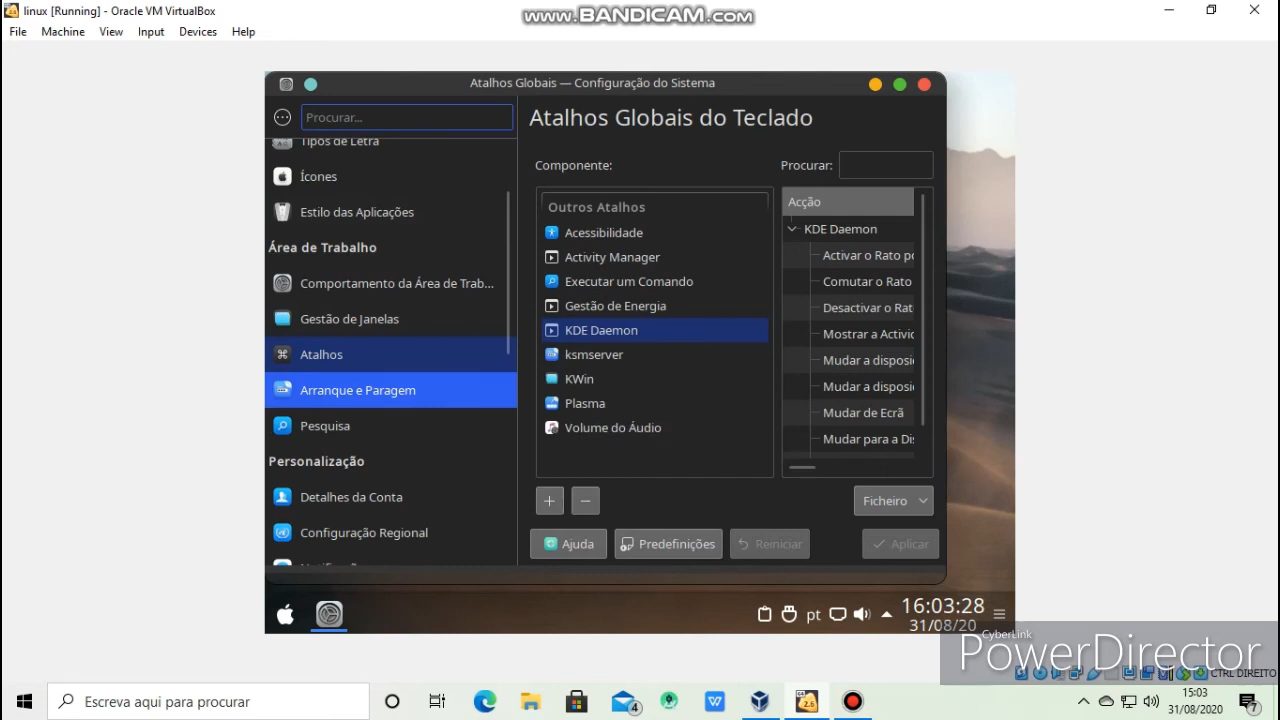 linux [Running] - Oracle VM VirtualBox
www.BANDICAM.com
File Machine View Input Devices Help
Atalhos Globais — Configuração do Sistema
Procurar...
Tipos de Letra
Ícones
Estilo das Aplicações
Área de Trabalho
Comportamento da Área de Trab...
Gestão de Janelas
Atalhos
Arranque e Paragem
Pesquisa
Personalização
Detalhes da Conta
Configuração Regional
Atalhos Globais do Teclado
Componente:
Procurar:
Outros Atalhos
Acessibilidade
Activity Manager
Executar um Comando
Gestão de Energia
KDE Daemon
ksmserver
KWin
Plasma
Volume do Áudio
Acção
KDE Daemon
Activar o Rato po
Comutar o Rato
Desactivar o Rat
Mostrar a Activid
Mudar a disposi
Mudar a disposi
Mudar de Ecrã
Mudar para a Di
Ficheiro
Ajuda
Predefinições
Reiniciar
Aplicar
pt
16:03:28
31/08/20
CyberLink
PowerDirector
CTRL DIREITO
Escreva aqui para procurar
4
2.6
15:03
31/08/2020
7